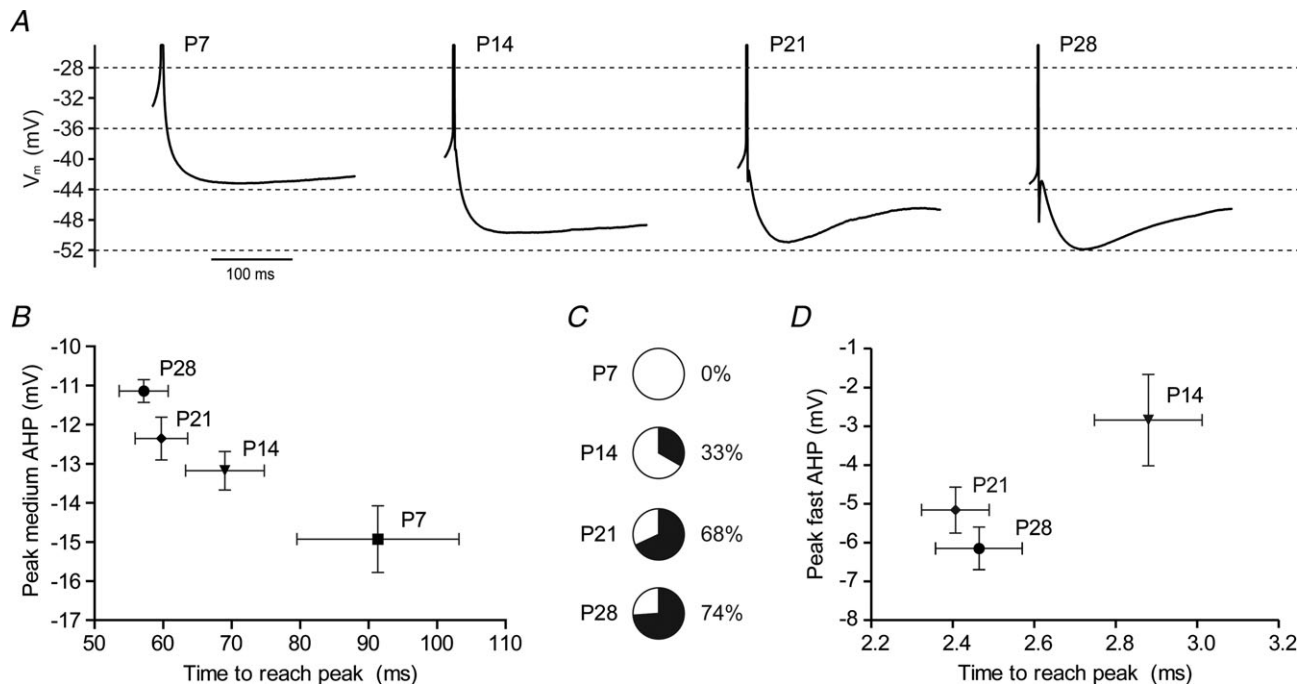 A
P7 P14 P21 P28
-28
-32
-36
-40
-44
-48
-52
Vm (mV)
100 ms
B
-10
-11
-12
-13
-14
-15
-16
-17
Peak medium AHP (mV)
P28
P21
P14
P7
50 60 70 80 90 100 110
Time to reach peak (ms)
C
P7 0%
P14 33%
P21 68%
P28 74%
D
-1
-2
-3
-4
-5
-6
-7
-8
Peak fast AHP (mV)
P14
P21
P28
2.2 2.4 2.6 2.8 3.0 3.2
Time to reach peak (ms)